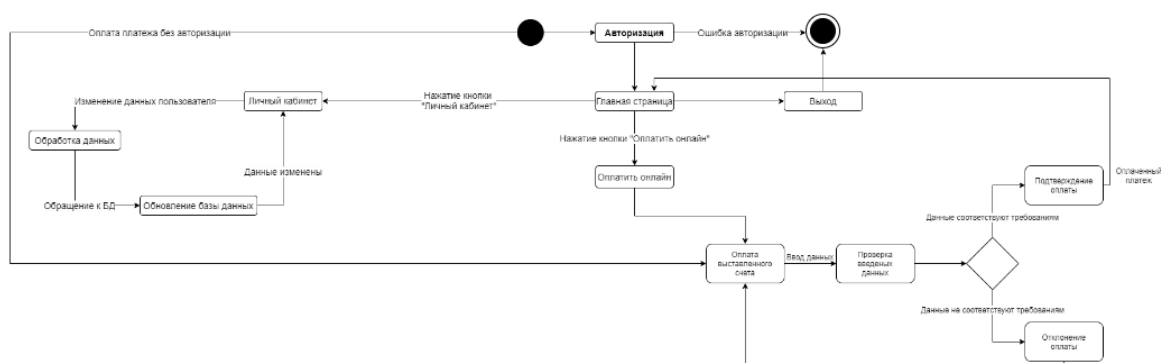 Оплата платежа без авторизации
Авторизация
Ошибка авторизации
Изменение данных пользователя
Личный кабинет
Нажатие кнопки
"Личный кабинет"
Главная страница
Выход
Обработка данных
Нажатие кнопки "Оплатить онлайн"
Данные изменены
Оплатить онлайн
Подтверждение
оплаты
Оплаченный
платеж
Обращение к БД
Обновление базы данных
Данные соответствуют требованиям
Оплата
выставленного
счета
Ввод данных
Проверка
введеных
данных
Данные не соответствуют требованиям
Отклонение
оплаты